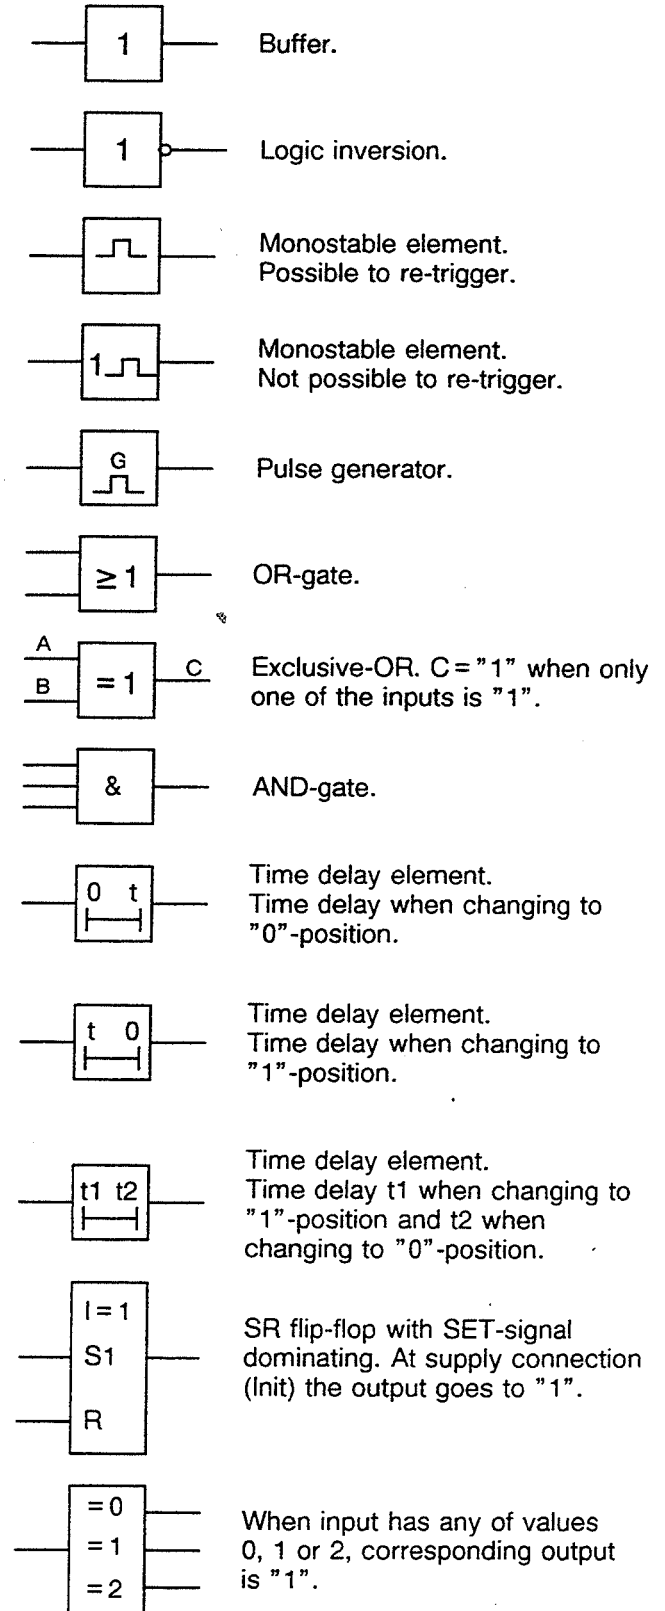 1
Buffer.
1
Logic inversion.
Monostable element.
Possible to re-trigger.
1
Monostable element.
Not possible to re-trigger.
G
Pulse generator.
≥ 1
OR-gate.
A
B
= 1
C
Exclusive-OR. C = "1" when only
one of the inputs is "1".
&
AND-gate.
0 t
Time delay element.
Time delay when changing to
"0"-position.
t 0
Time delay element.
Time delay when changing to
"1"-position.
t1 t2
Time delay element.
Time delay t1 when changing to
"1"-position and t2 when
changing to "0"-position.
I = 1
S1
R
SR flip-flop with SET-signal
dominating. At supply connection
(Init) the output goes to "1".
= 0
= 1
= 2
When input has any of values
0, 1 or 2, corresponding output
is "1".